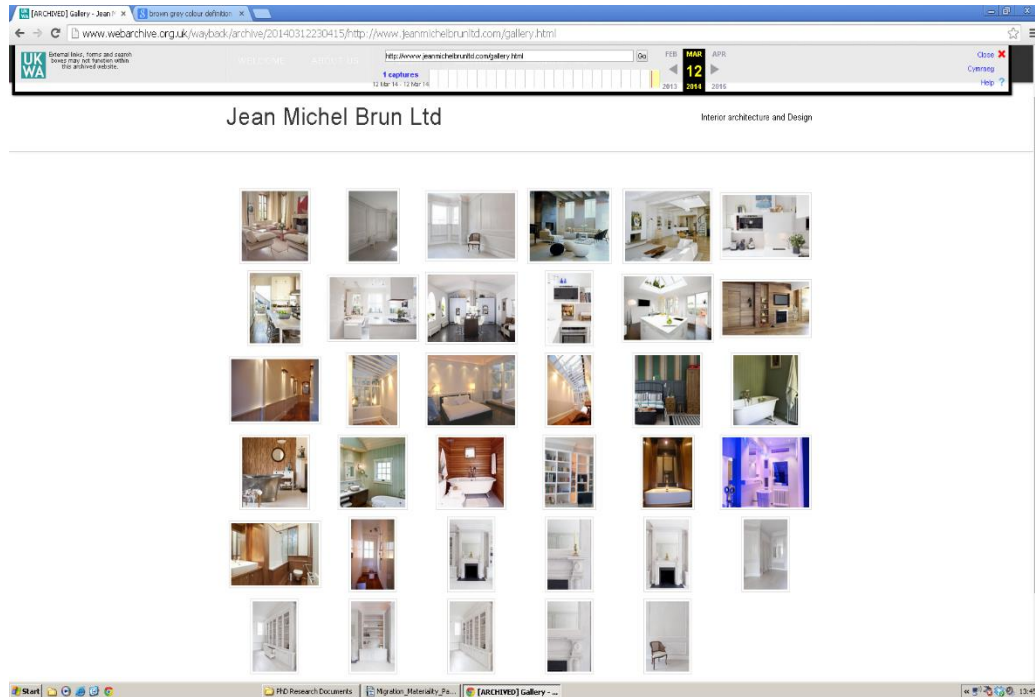 [ARCHIVED] Gallery - Jean M
brown grey colour definition
www.webarchive.org.uk/wayback/archive/20140312230415/http://www.jeanmichelbrunltd.com/gallery.html
UK
WA
External links, forms and search
boxes may not function within
this archived website.
http://www.jeanmichelbrunltd.com/gallery.html
Go
FEB MAR APR
Close
1 captures
12
Cymraeg
12 Mar 14 - 12 Mar 14
2013 2014 2015
Help ?
Jean Michel Brun Ltd
Interior architecture and Design
Start
PhD Research Documents
Migration_Materiality_Pa...
[ARCHIVED] Gallery - ...